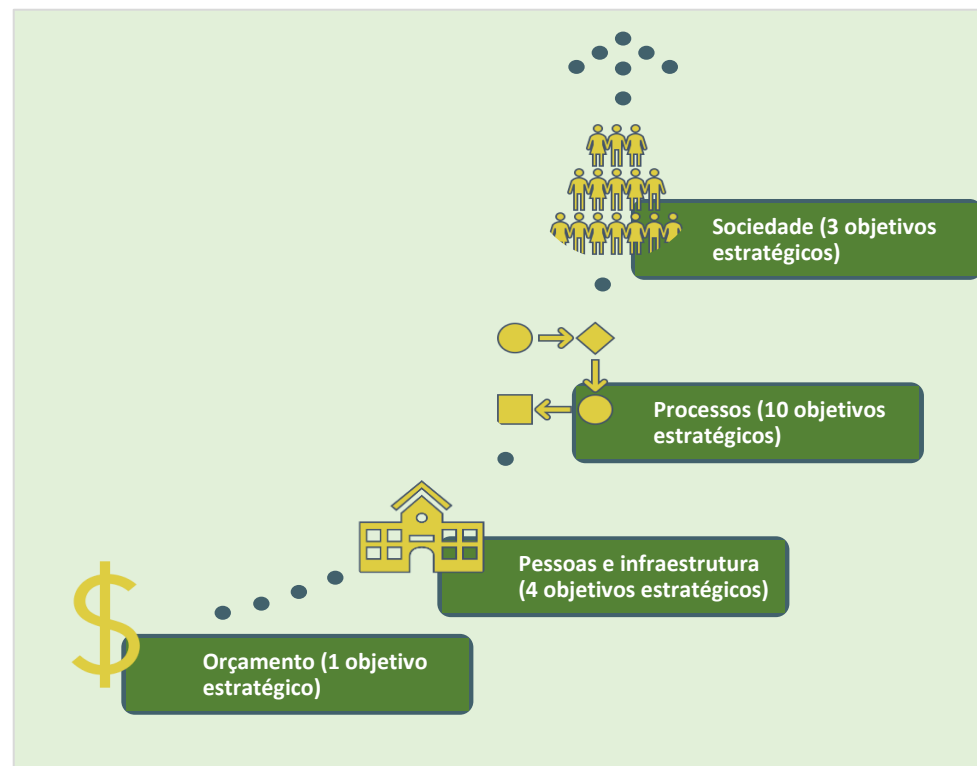 Sociedade (3 objetivos
estratégicos)
Processos (10 objetivos
estratégicos)
Pessoas e infraestrutura
(4 objetivos estratégicos)
$
Orçamento (1 objetivo
estratégico)